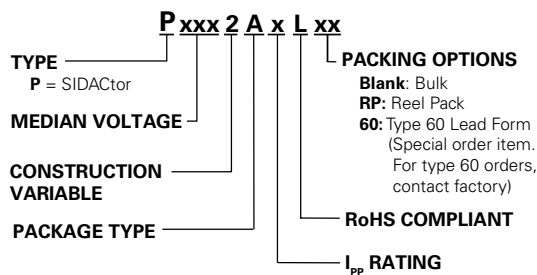 P xxx 2 A x L xx
TYPE
P = SIDACtor
MEDIAN VOLTAGE
CONSTRUCTION
VARIABLE
PACKAGE TYPE
PACKING OPTIONS
Blank: Bulk
RP: Reel Pack
60: Type 60 Lead Form
(Special order item.
For type 60 orders,
contact factory)
RoHS COMPLIANT
IPP RATING